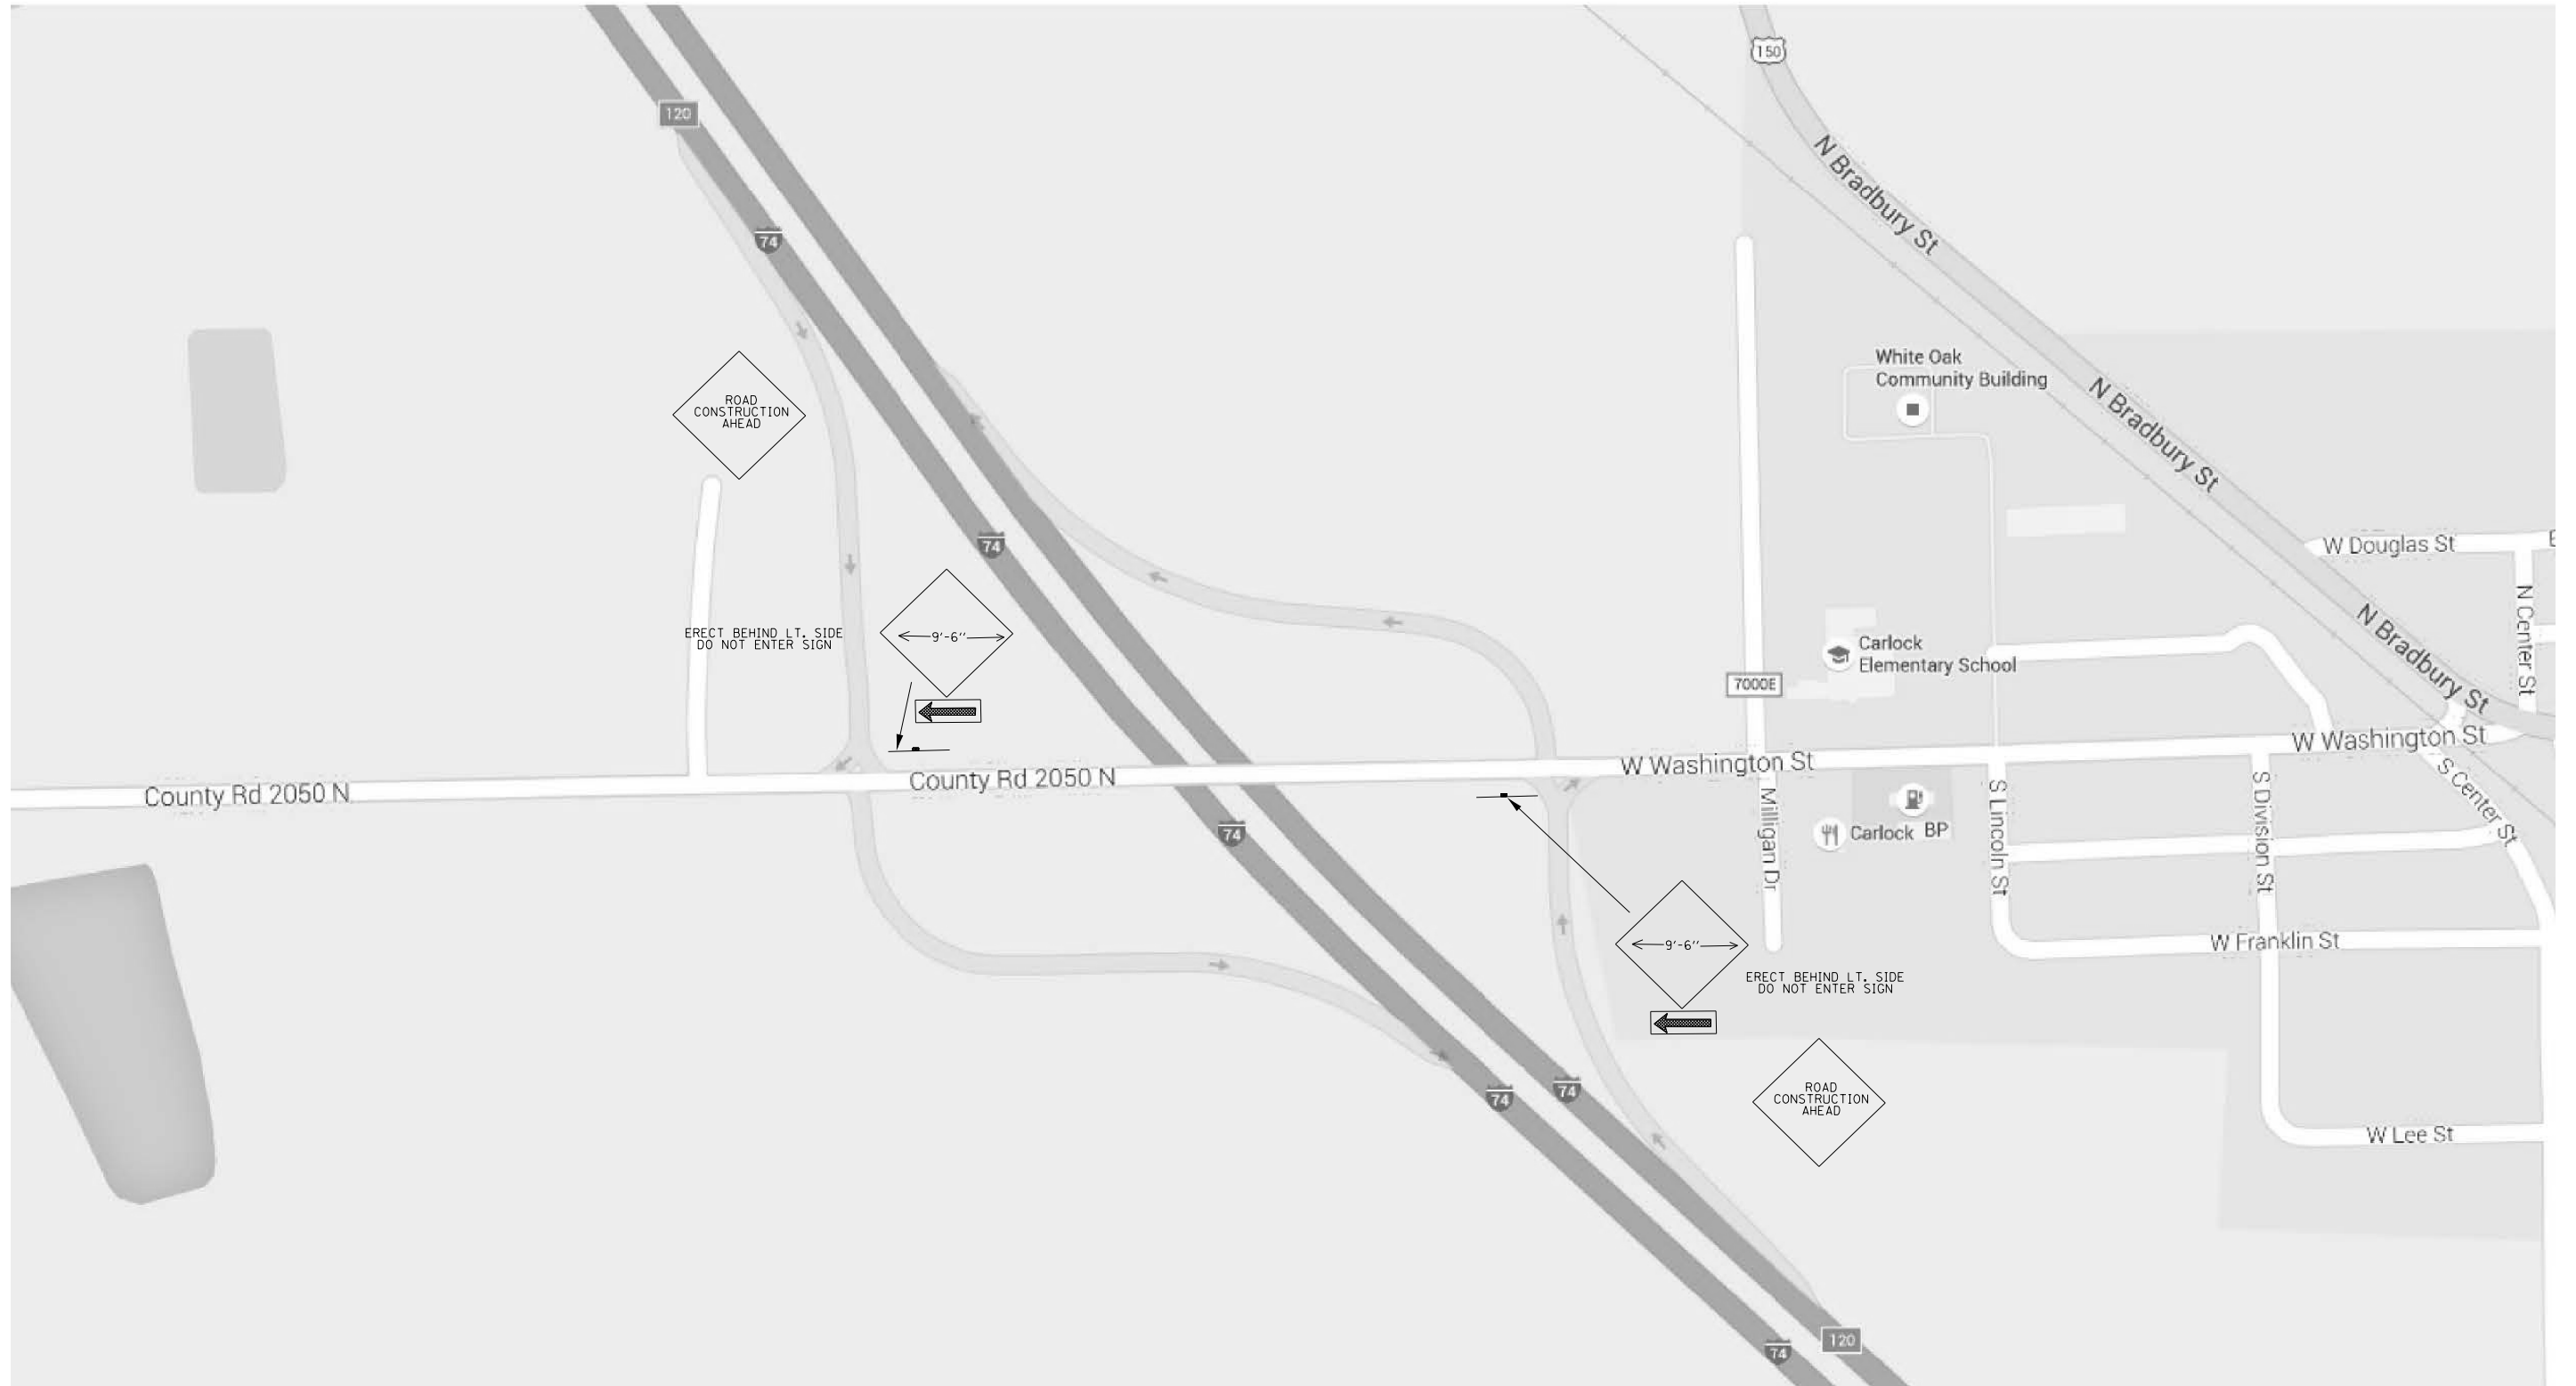 150
120
N Bradbury St
74
White Oak
Community Building
ROAD
CONSTRUCTION
AHEAD
N Bradbury St
74
W Douglas St
E
N Center St
ERECT BEHIND LT. SIDE
DO NOT ENTER SIGN
9'-6"
Carlock
Elementary School
N Bradbury St
7000E
W Washington St
W Washington St
County Rd 2050 N
County Rd 2050 N
S Center St
Milligan Dr
S Lincoln St
S Division St
74
Carlock BP
9'-6"
W Franklin St
ERECT BEHIND LT. SIDE
DO NOT ENTER SIGN
74
74
ROAD
CONSTRUCTION
AHEAD
W Lee St
120
74